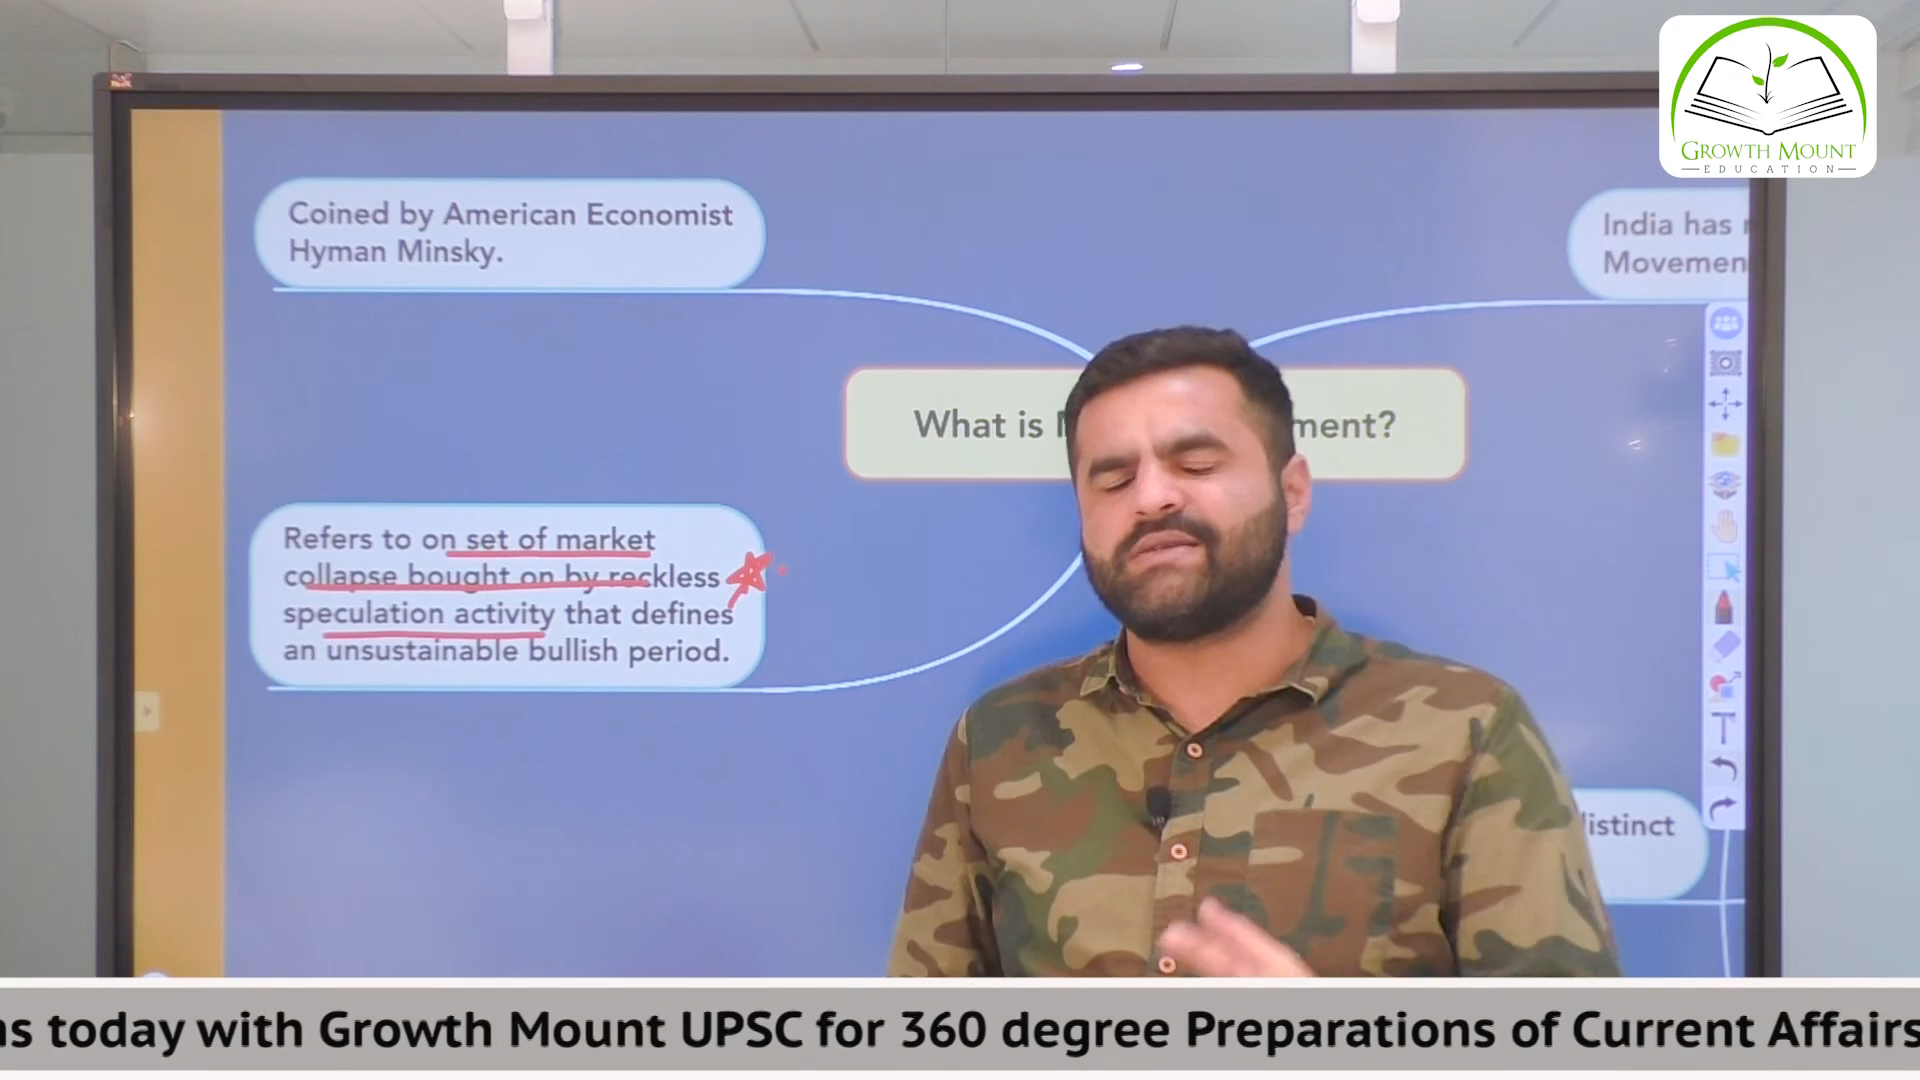 GROWTH MOUNT
EDUCATION
Coined by American Economist
Hyman Minsky.
India has
Movemen
What is ment?
Refers to on set of market
collapse bought on by reckless
speculation activity that defines
an unsustainable bullish period.
istinct
ns today with Growth Mount UPSC for 360 degree Preparations of Current Affairs